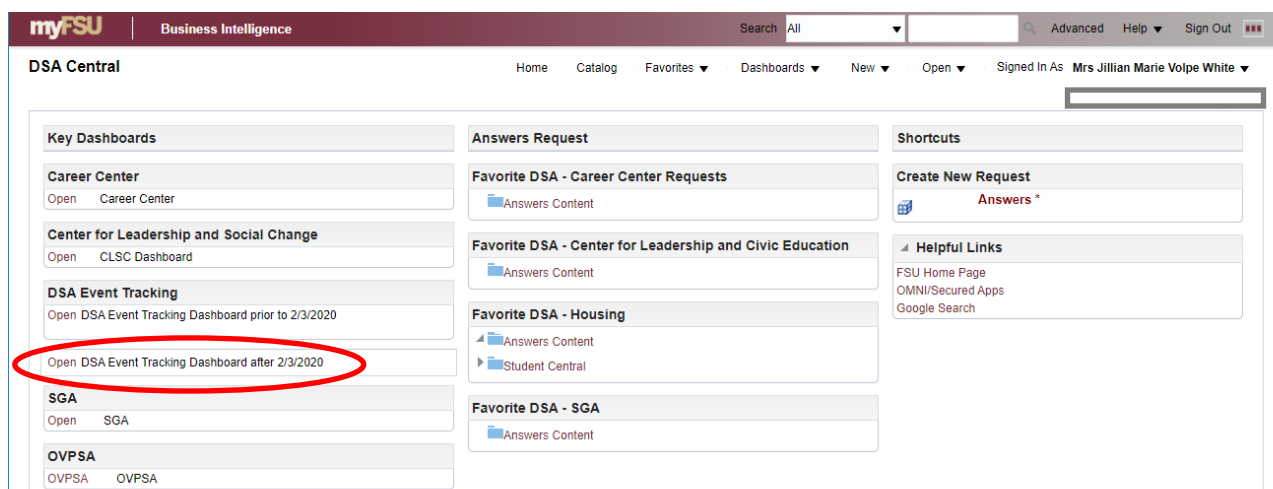 myFSU Business Intelligence Search All Advanced Help Sign Out
DSA Central Home Catalog Favorites Dashboards New Open Signed In As Mrs Jillian Marie Volpe White
Key Dashboards
Career Center
Open Career Center
Center for Leadership and Social Change
Open CLSC Dashboard
DSA Event Tracking
Open DSA Event Tracking Dashboard prior to 2/3/2020
Open DSA Event Tracking Dashboard after 2/3/2020
SGA
Open SGA
OVPSA
OVPSA OVPSA
Answers Request
Favorite DSA - Career Center Requests
Answers Content
Favorite DSA - Center for Leadership and Civic Education
Answers Content
Favorite DSA - Housing
Answers Content
Student Central
Favorite DSA - SGA
Answers Content
Shortcuts
Create New Request
Answers *
Helpful Links
FSU Home Page
OMNI/Secured Apps
Google Search